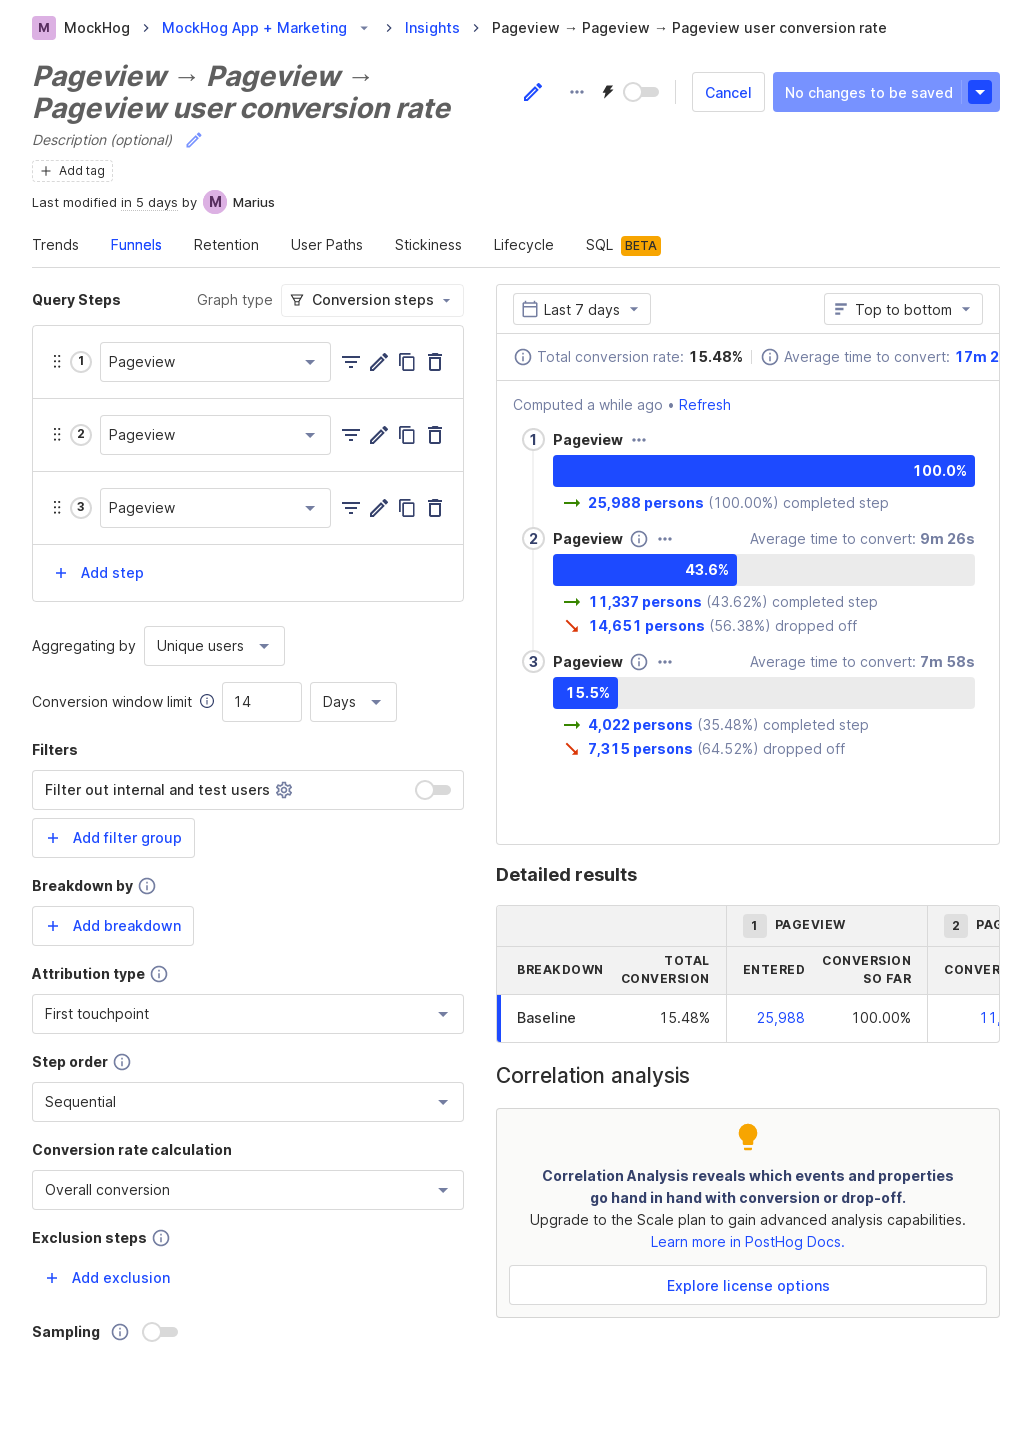 M MockHog > MockHog App + Marketing > Insights > Pageview → Pageview → Pageview user conversion rate
Pageview → Pageview →
Pageview user conversion rate
Cancel
No changes to be saved
Description (optional)
+ Add tag
Last modified in 5 days by M Marius
Trends Funnels Retention User Paths Stickiness Lifecycle SQL BETA
Query Steps Graph type Conversion steps
1 Pageview
2 Pageview
3 Pageview
+ Add step
Aggregating by Unique users
Conversion window limit 14 Days
Filters
Filter out internal and test users
+ Add filter group
Breakdown by
+ Add breakdown
Attribution type
First touchpoint
Step order
Sequential
Conversion rate calculation
Overall conversion
Exclusion steps
+ Add exclusion
Sampling
Last 7 days Top to bottom
Total conversion rate: 15.48% Average time to convert: 17m 2
Computed a while ago • Refresh
1 Pageview
100.0%
→ 25,988 persons (100.00%) completed step
2 Pageview Average time to convert: 9m 26s
43.6%
→ 11,337 persons (43.62%) completed step
↘ 14,651 persons (56.38%) dropped off
3 Pageview Average time to convert: 7m 58s
15.5%
→ 4,022 persons (35.48%) completed step
↘ 7,315 persons (64.52%) dropped off
Detailed results
1 PAGEVIEW 2 PAG
BREAKDOWN TOTAL CONVERSION ENTERED CONVERSION SO FAR CONVER
Baseline 15.48% 25,988 100.00% 11,
Correlation analysis
Correlation Analysis reveals which events and properties
go hand in hand with conversion or drop-off.
Upgrade to the Scale plan to gain advanced analysis capabilities.
Learn more in PostHog Docs.
Explore license options